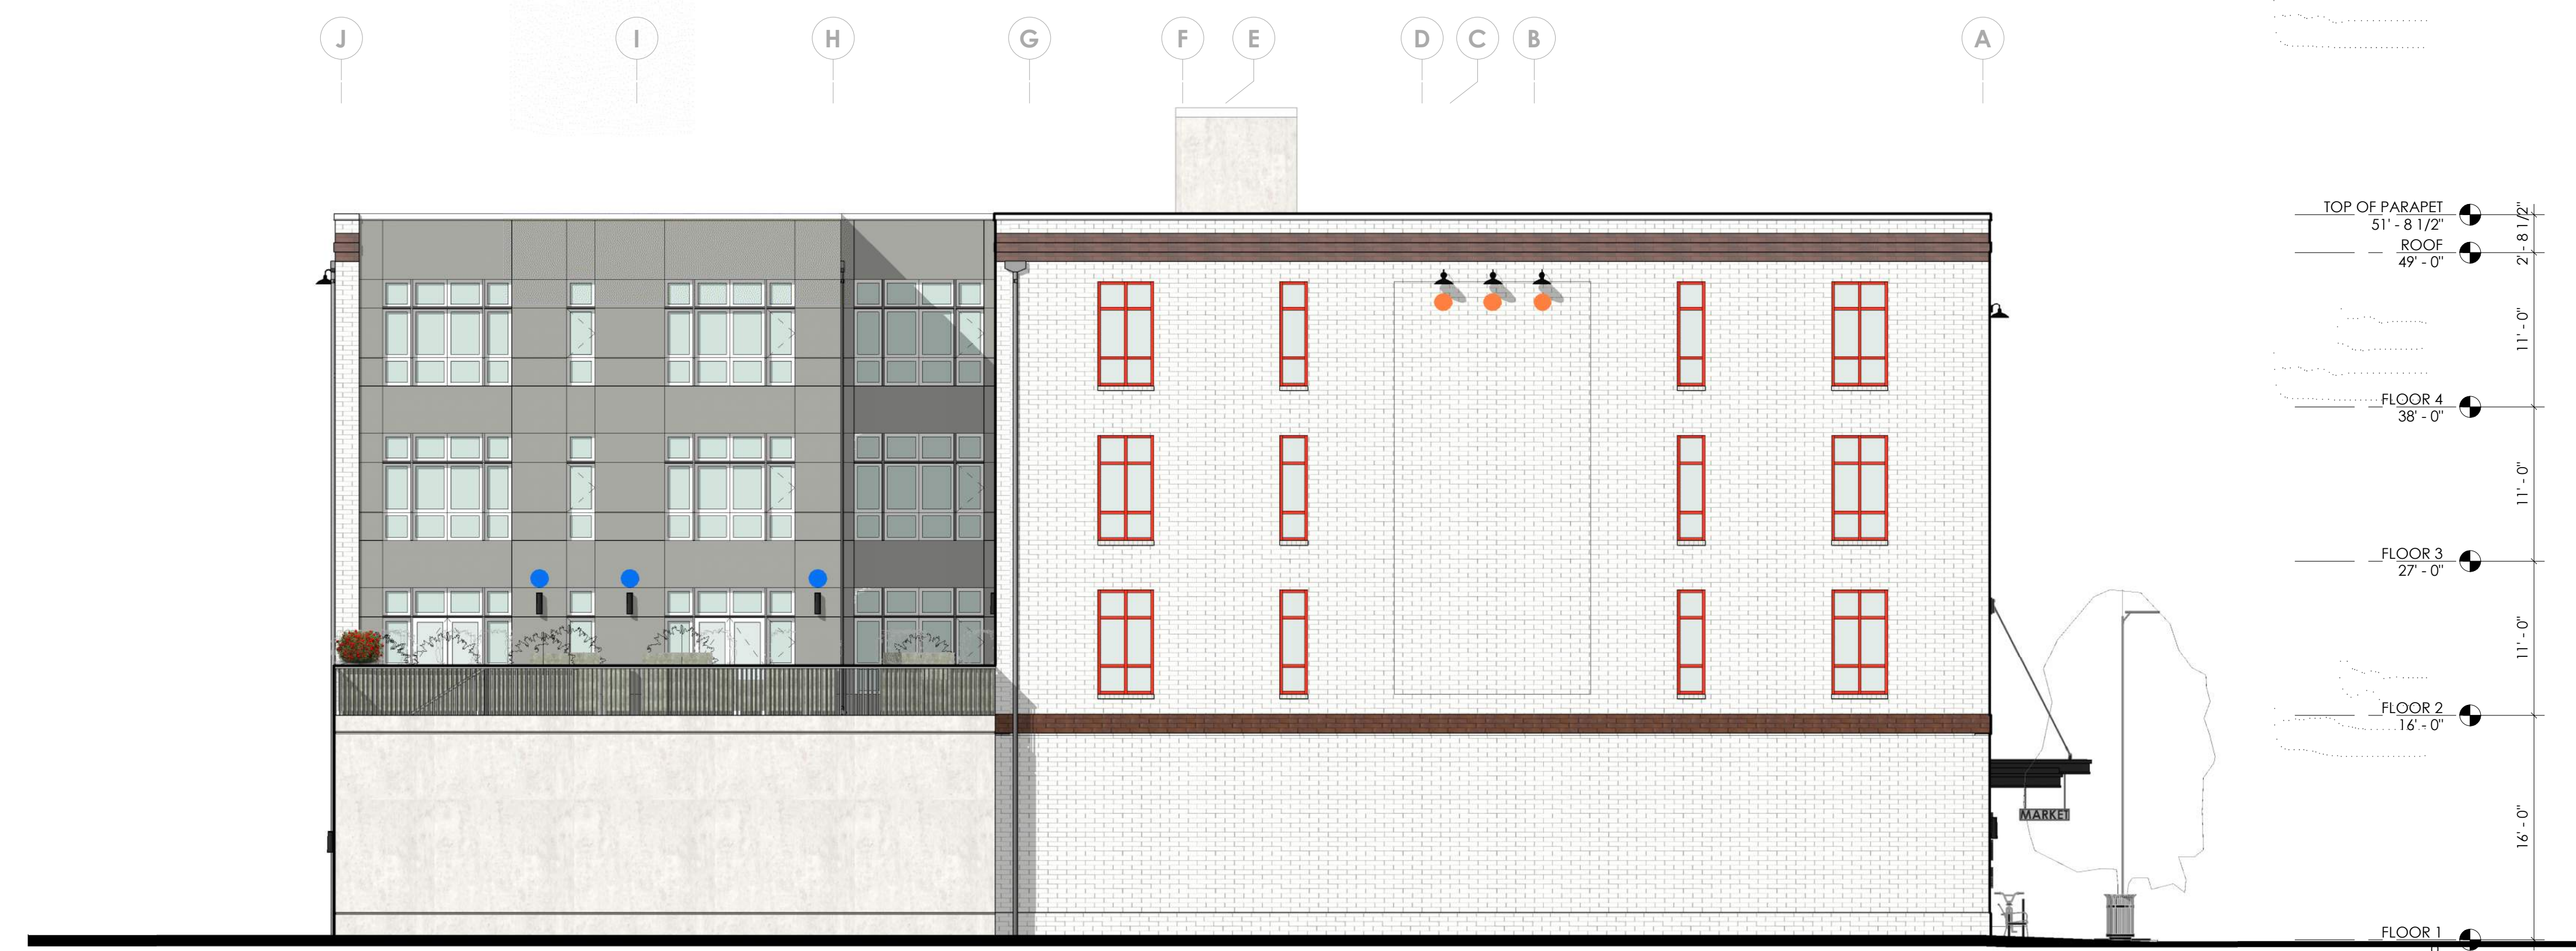 J
I
H
G
F
E
D
C
B
A
TOP OF PARAPET
51' - 8 1/2"
2' - 8 1/2"
ROOF
49' - 0"
11' - 0"
FLOOR 4
38' - 0"
11' - 0"
FLOOR 3
27' - 0"
11' - 0"
FLOOR 2
16' - 0"
16' - 0"
MARKET
FLOOR 1